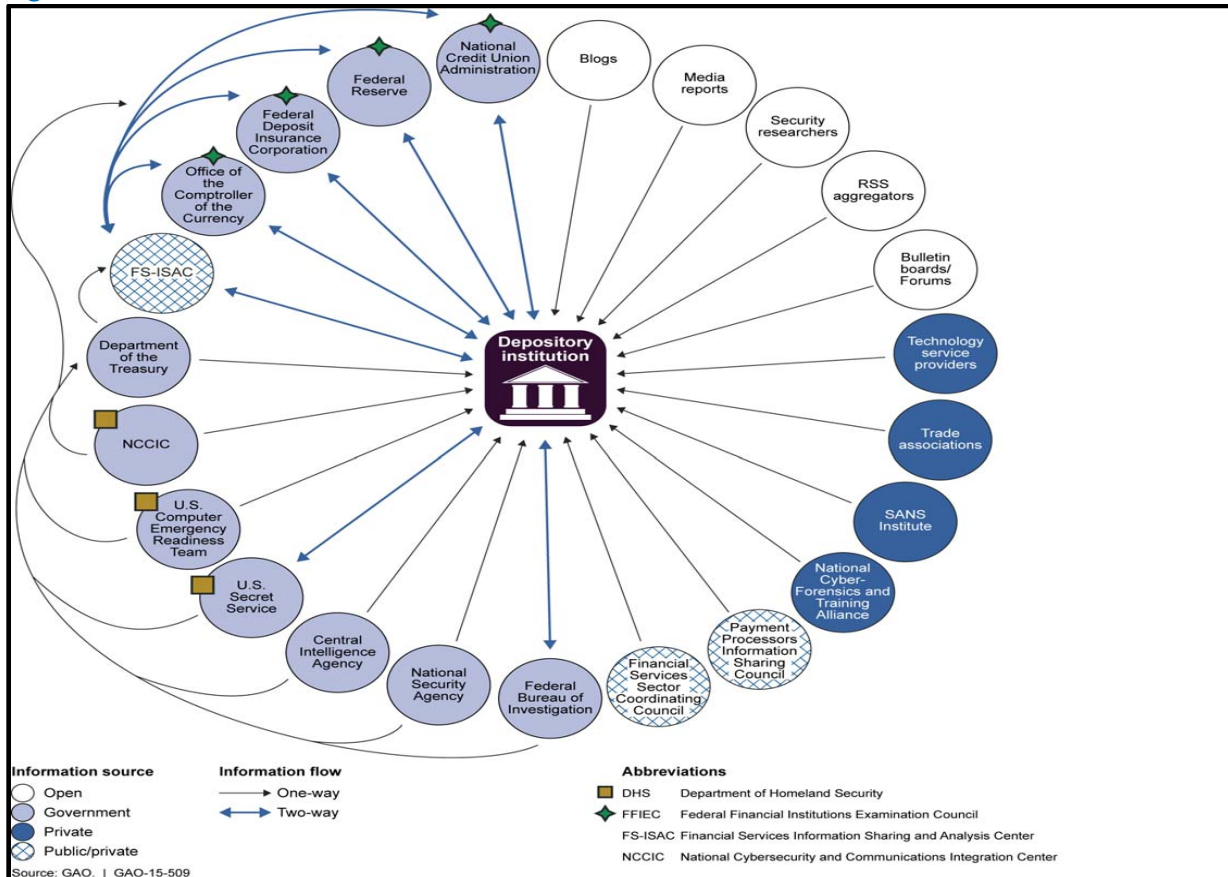 National
Credit Union
Administration
Blogs
Media
reports
Security
researchers
RSS
aggregators
Bulletin
boards/
Forums
Technology
service
providers
Trade
associations
SANS
Institute
National
Cyber-
Forensics and
Training
Alliance
Payment
Processors
Information
Sharing
Council
Financial
Services
Sector
Coordinating
Council
Federal
Bureau of
Investigation
National
Security
Agency
Central
Intelligence
Agency
U.S.
Secret
Service
U.S.
Computer
Emergency
Readiness
Team
NCCIC
Department
of the
Treasury
FS-ISAC
Office of
the
Comptroller
of the
Currency
Federal
Deposit
Insurance
Corporation
Federal
Reserve
Depository
institution
Information source
Open
Government
Private
Public/private
Information flow
One-way
Two-way
Abbreviations
DHS Department of Homeland Security
FFIEC Federal Financial Institutions Examination Council
FS-ISAC Financial Services Information Sharing and Analysis Center
NCCIC National Cybersecurity and Communications Integration Center
Source: GAO. | GAO-15-509